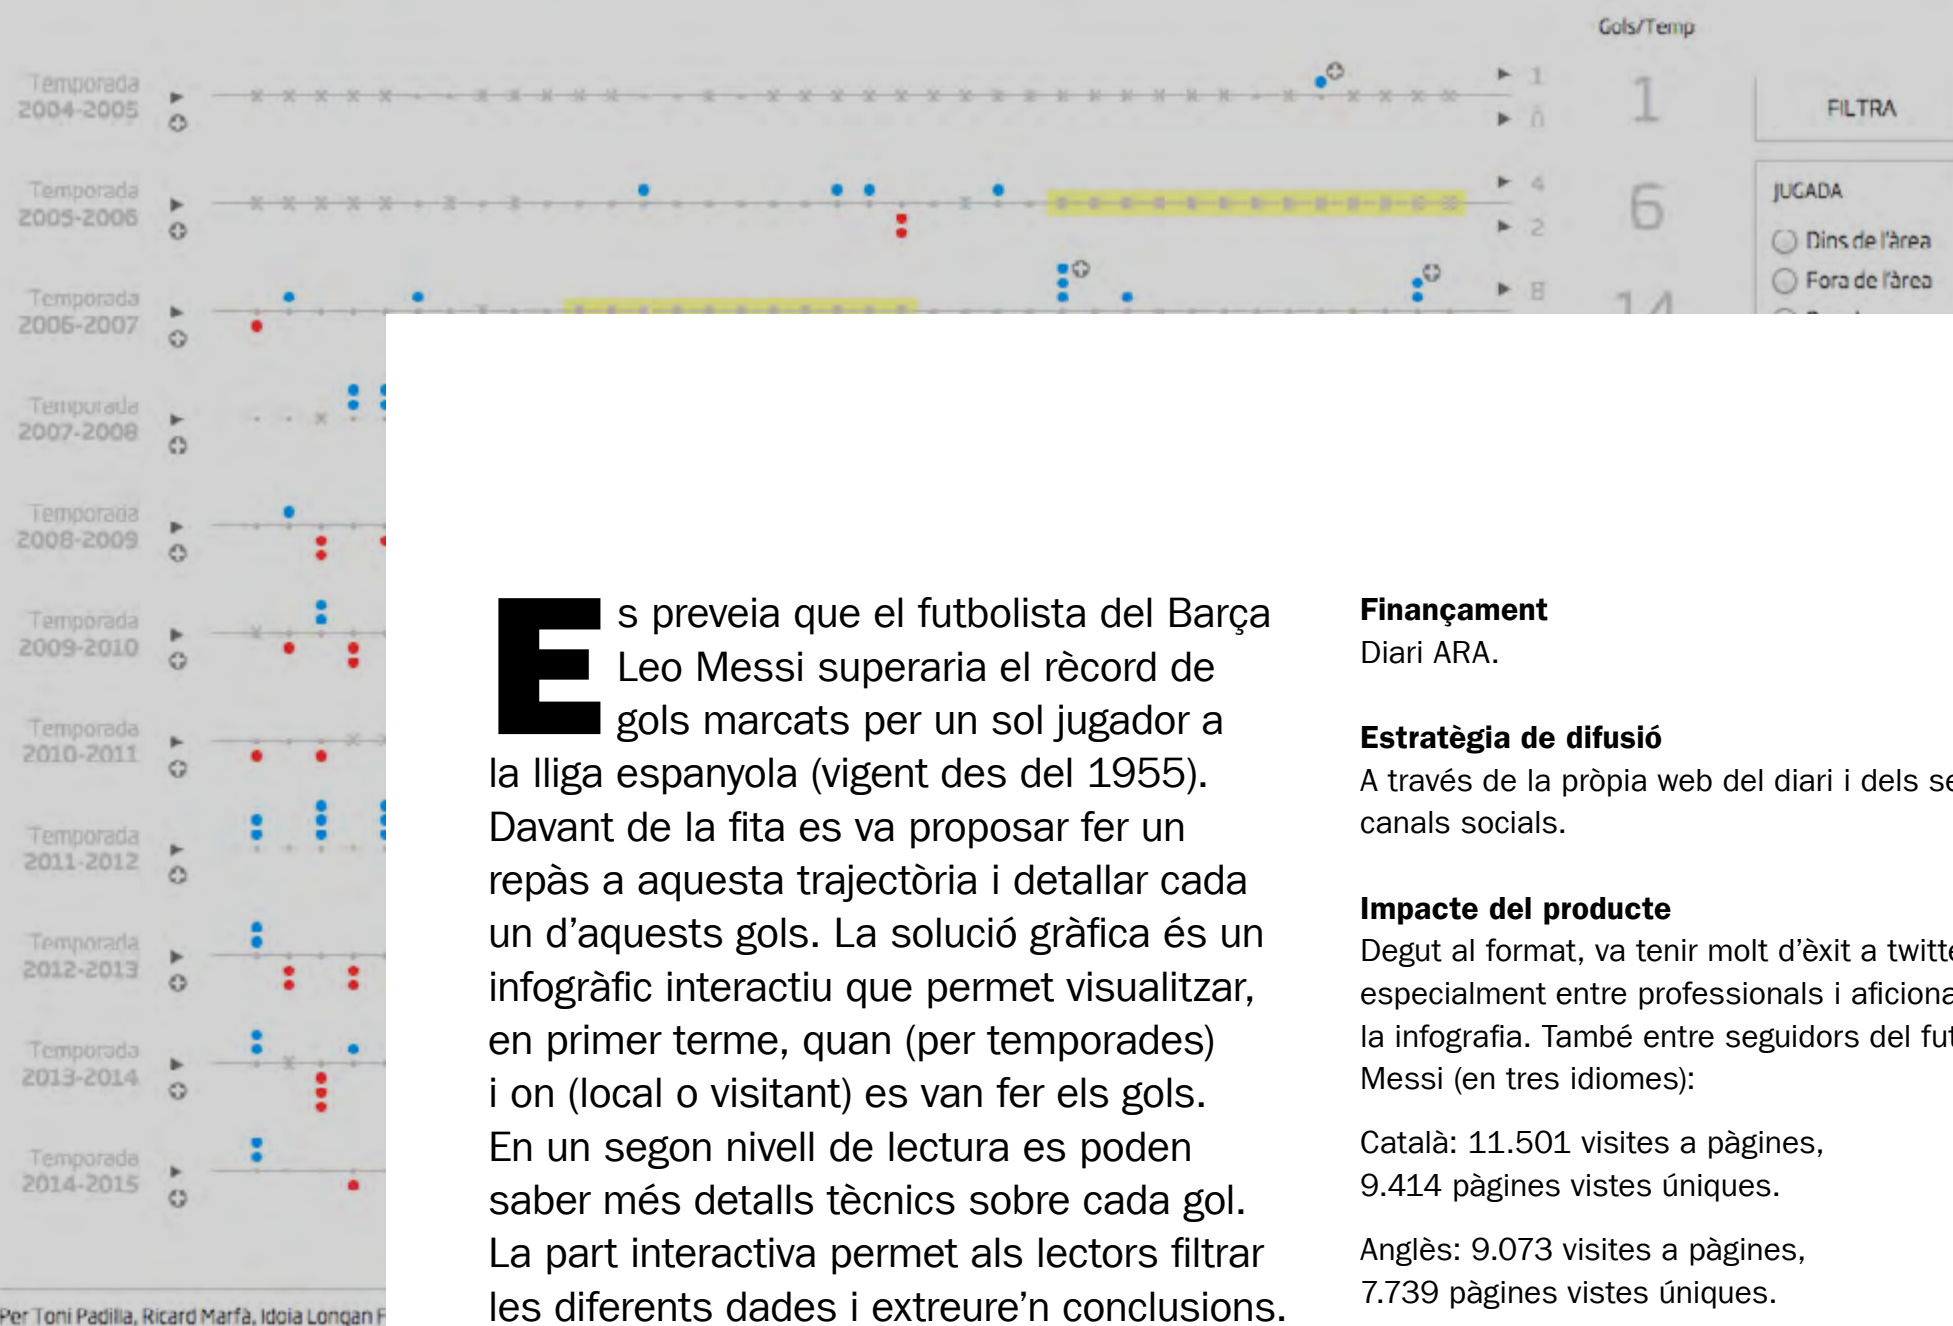 Gols/Temp
Temporada
2004-2005
1
0
1
FILTRA
Temporada
2005-2006
4
2
6
JUGADA
Dins de l'àrea
Fora de l'àrea
Temporada
2006-2007
8
14
Temporada
2007-2008
Temporada
2008-2009
Temporada
2009-2010
Temporada
2010-2011
Temporada
2011-2012
Temporada
2012-2013
Temporada
2013-2014
Temporada
2014-2015
Per Toni Padilla, Ricard Marfà, Idoia Longan F
Es preveia que el futbolista del Barça
Leo Messi superaria el rècord de
gols marcats per un sol jugador a
la lliga espanyola (vigent des del 1955).
Davant de la fita es va proposar fer un
repàs a aquesta trajectòria i detallar cada
un d'aquests gols. La solució gràfica és un
infogràfic interactiu que permet visualitzar,
en primer terme, quan (per temporades)
i on (local o visitant) es van fer els gols.
En un segon nivell de lectura es poden
saber més detalls tècnics sobre cada gol.
La part interactiva permet als lectors filtrar
les diferents dades i extreure'n conclusions.
Finançament
Diari ARA.
Estratègia de difusió
A través de la pròpia web del diari i dels se
canals socials.
Impacte del producte
Degut al format, va tenir molt d'èxit a twitte
especialment entre professionals i aficiona
la infografia. També entre seguidors del fut
Messi (en tres idiomes):
Català: 11.501 visites a pàgines,
9.414 pàgines vistes úniques.
Anglès: 9.073 visites a pàgines,
7.739 pàgines vistes úniques.